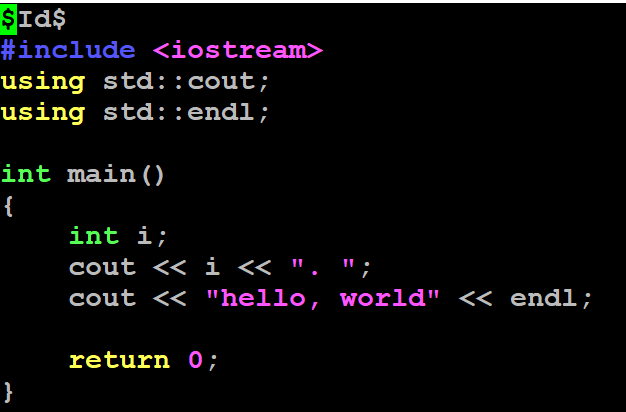 $Id$
#include <iostream>
using std::cout;
using std::endl;

int main()
{
    int i;
    cout << i << ". ";
    cout << "hello, world" << endl;

    return 0;
}